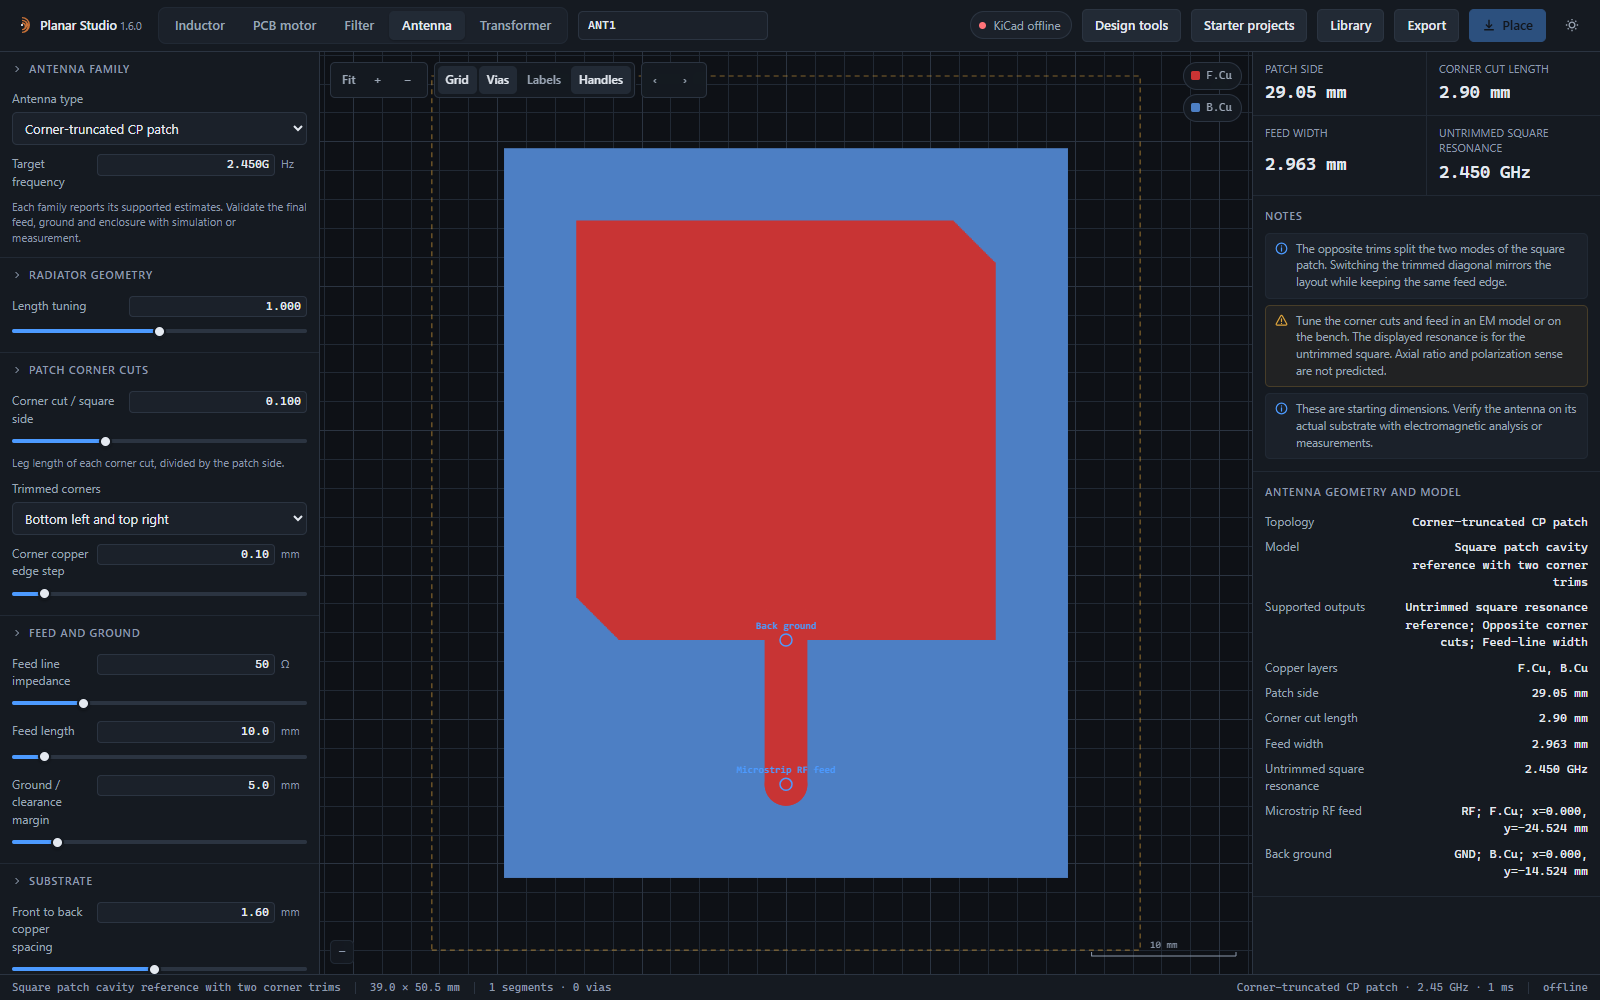 Planar Studio 1.6.0
Inductor
PCB motor
Filter
Antenna
Transformer
ANT1
KiCad offline
Design tools
Starter projects
Library
Export
Place
ANTENNA FAMILY
Antenna type
Corner-truncated CP patch
Target
frequency
2.450G Hz
Each family reports its supported estimates. Validate the final
feed, ground and enclosure with simulation or
measurement.
RADIATOR GEOMETRY
Length tuning
1.000
PATCH CORNER CUTS
Corner cut / square
side
0.100
Leg length of each corner cut, divided by the patch side.
Trimmed corners
Bottom left and top right
Corner copper
edge step
0.10 mm
FEED AND GROUND
Feed line
impedance
50 Ω
Feed length
10.0 mm
Ground /
clearance
margin
5.0 mm
SUBSTRATE
Front to back
copper
spacing
1.60 mm
Fit
+
−
Grid
Vias
Labels
Handles
‹
›
F.Cu
B.Cu
Back ground
Microstrip RF feed
−
10 mm
PATCH SIDE
29.05 mm
CORNER CUT LENGTH
2.90 mm
FEED WIDTH
2.963 mm
UNTRIMMED SQUARE
RESONANCE
2.450 GHz
NOTES
The opposite trims split the two modes of the square
patch. Switching the trimmed diagonal mirrors the
layout while keeping the same feed edge.
Tune the corner cuts and feed in an EM model or on
the bench. The displayed resonance is for the
untrimmed square. Axial ratio and polarization sense
are not predicted.
These are starting dimensions. Verify the antenna on its
actual substrate with electromagnetic analysis or
measurements.
ANTENNA GEOMETRY AND MODEL
Topology
Corner-truncated CP patch
Model
Square patch cavity
reference with two corner
trims
Supported outputs
Untrimmed square resonance
reference; Opposite corner
cuts; Feed-line width
Copper layers
F.Cu, B.Cu
Patch side
29.05 mm
Corner cut length
2.90 mm
Feed width
2.963 mm
Untrimmed square
resonance
2.450 GHz
Microstrip RF feed
RF; F.Cu; x=0.000,
y=−24.524 mm
Back ground
GND; B.Cu; x=0.000,
y=−14.524 mm
Square patch cavity reference with two corner trims
39.0 × 50.5 mm
1 segments · 0 vias
Corner-truncated CP patch · 2.45 GHz · 1 ms
offline